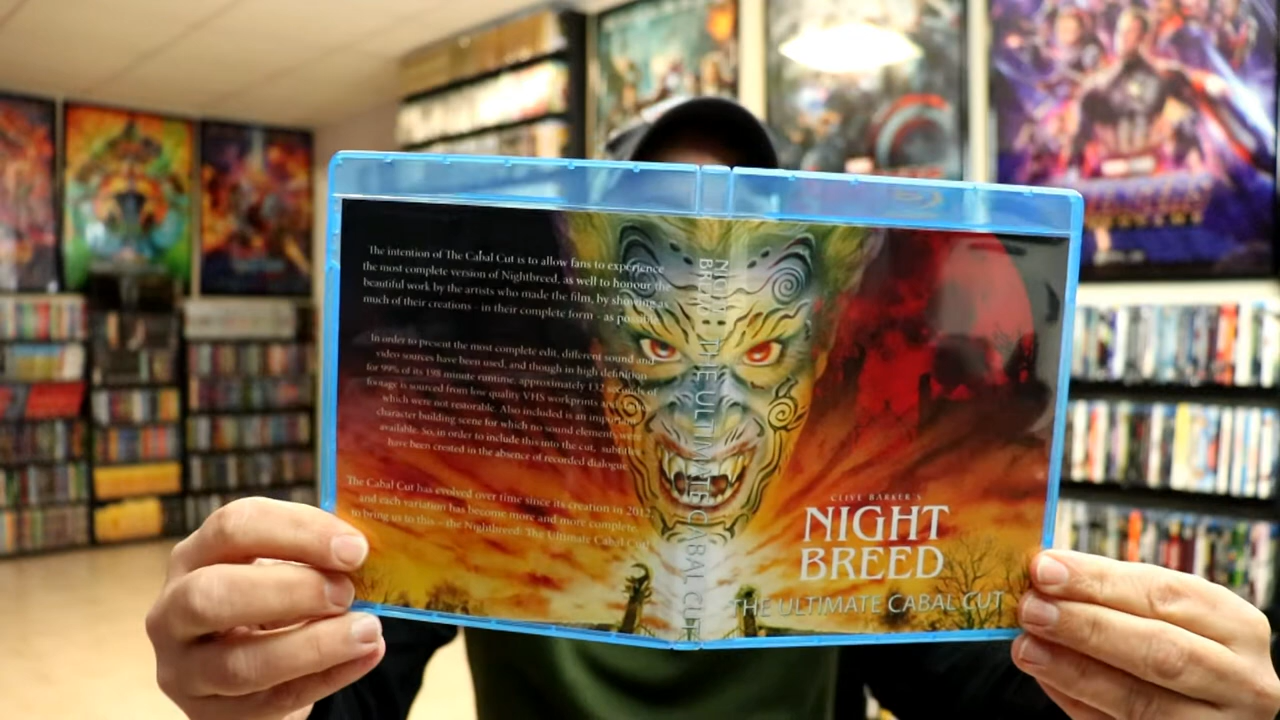 The intention of The Cabal Cut is to allow fans to experience
the most complete version of Nightbreed, as well to honour the
beautiful work by the artists who made the film, by showing as
much of their creations - in their complete form - as possible
In order to present the most complete edit, different sound and
video sources have been used, and though in high definition
for 99% of its 198 minute runtime, approximately 132 seconds of
footage is sourced from low quality VHS workprints
which were not restorable. Also included is an important
character building scene for which no sound elements were
available. So, in order to include this into the cut, subtitles
have been created in the absence of recorded dialogue
The Cabal Cut has evolved over time since its creation in 2012
and each variation has become more and more complete,
to bring us to this – the Nightbreed: The Ultimate Cabal Cut!
NIGHT
BREED THE ULTIMATE CABAL CUT
CLIVE BARKER'S
NIGHT
BREED
THE ULTIMATE CABAL CUT